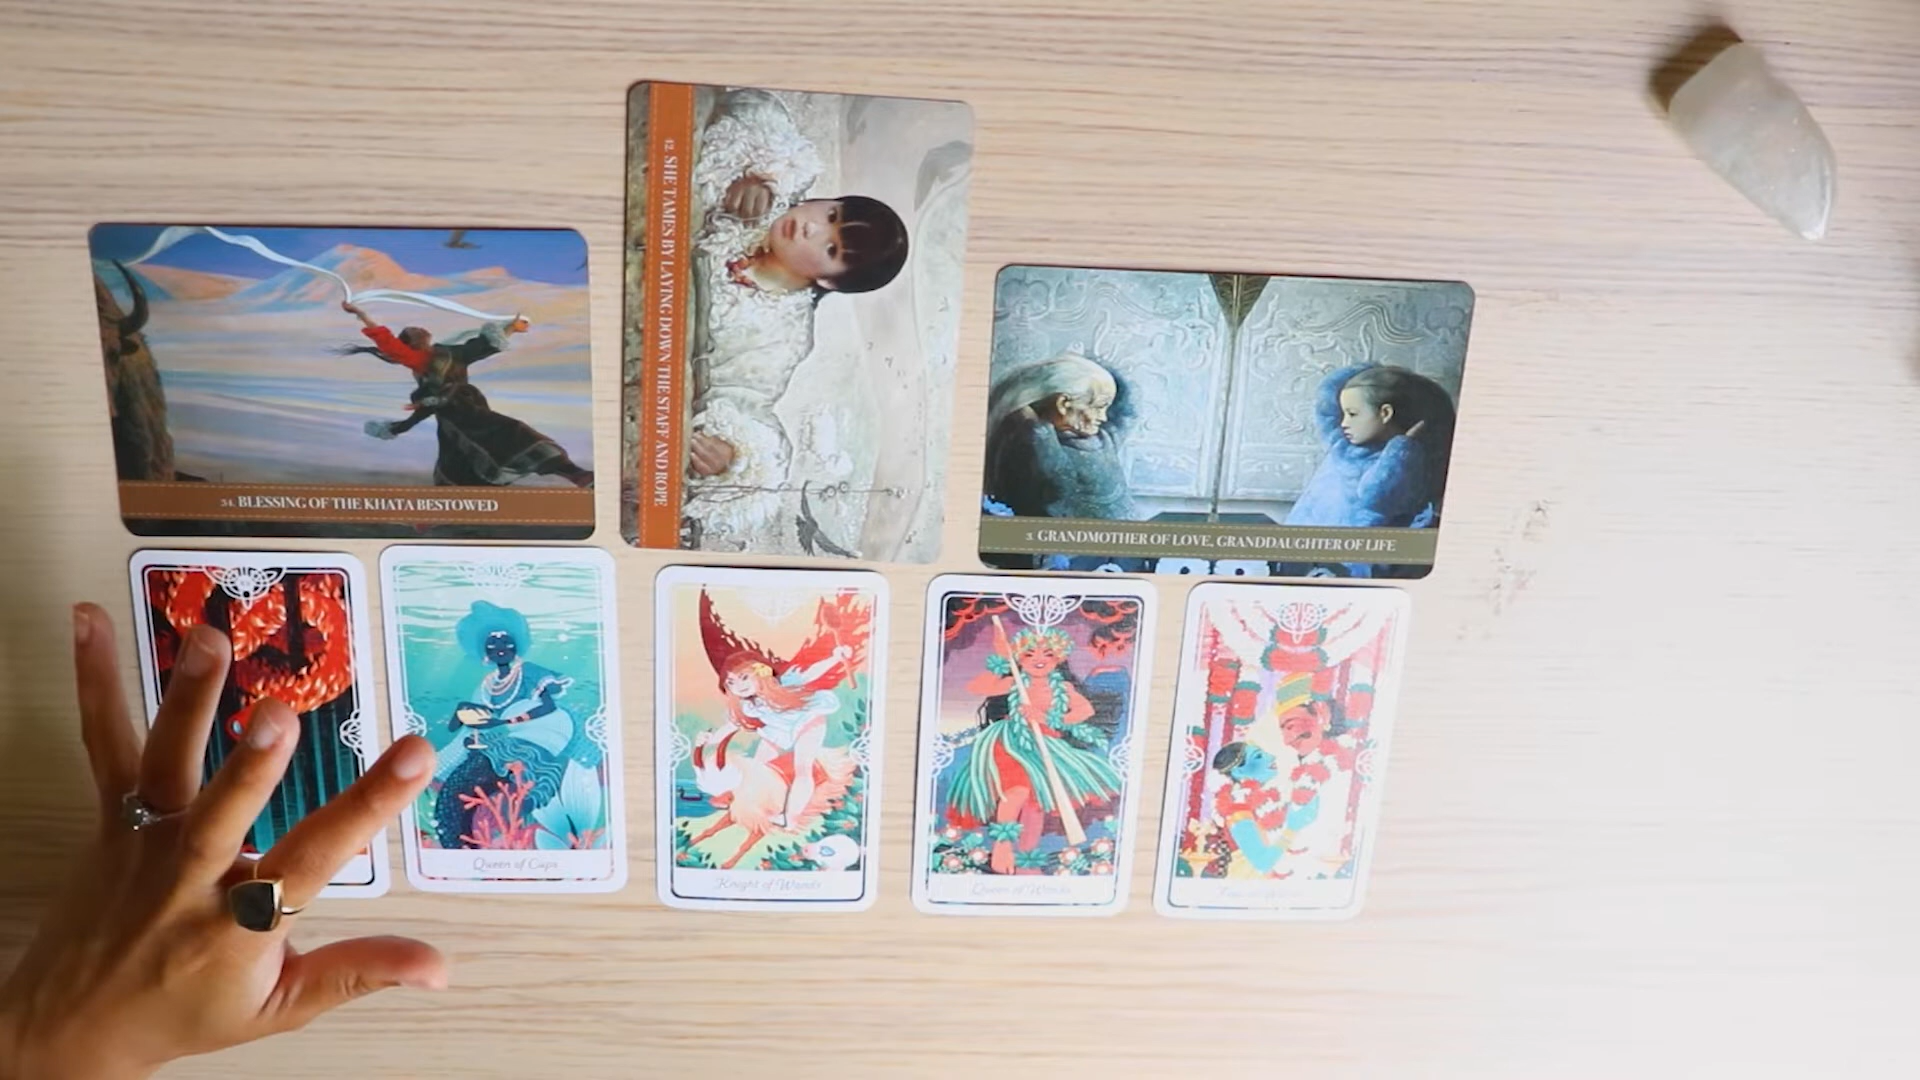 34. BLESSING OF THE KHATA BESTOWED
42. SHE TAMES BY LAYING DOWN THE STAFF AND ROPE
3. GRANDMOTHER OF LOVE, GRANDDAUGHTER OF LIFE
Queen of Cups
Knight of Wands
Queen of Wands